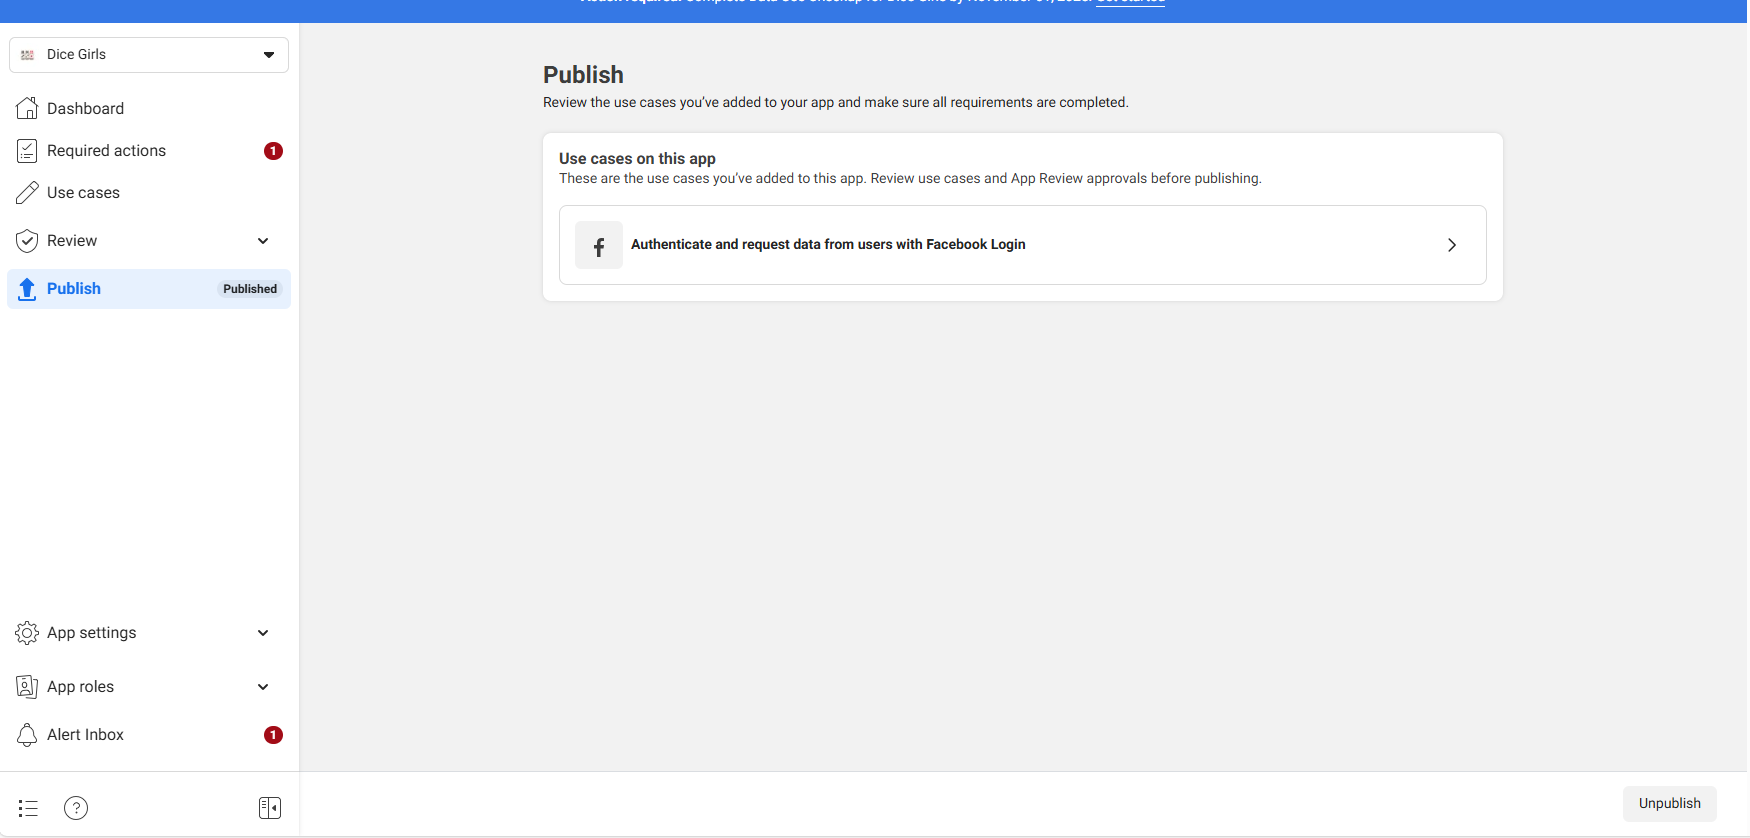 Dice Girls
Dashboard
Required actions
1
Use cases
Review
Publish
Published
App settings
App roles
Alert Inbox
1
?
Publish
Review the use cases you’ve added to your app and make sure all requirements are completed.
Use cases on this app
These are the use cases you’ve added to this app. Review use cases and App Review approvals before publishing.
f
Authenticate and request data from users with Facebook Login
Unpublish